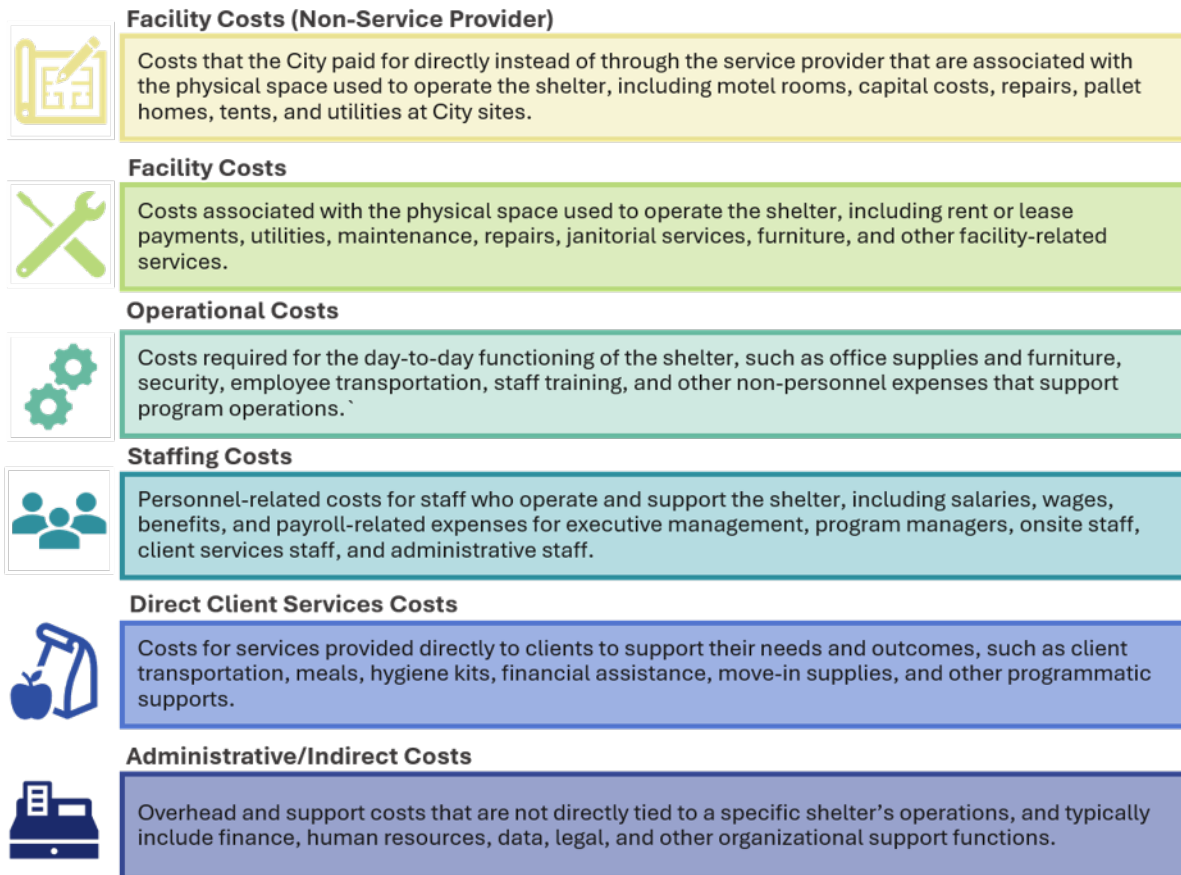 Facility Costs (Non-Service Provider)
Costs that the City paid for directly instead of through the service provider that are associated with
the physical space used to operate the shelter, including motel rooms, capital costs, repairs, pallet
homes, tents, and utilities at City sites.
Facility Costs
Costs associated with the physical space used to operate the shelter, including rent or lease
payments, utilities, maintenance, repairs, janitorial services, furniture, and other facility-related
services.
Operational Costs
Costs required for the day-to-day functioning of the shelter, such as office supplies and furniture,
security, employee transportation, staff training, and other non-personnel expenses that support
program operations.`
Staffing Costs
Personnel-related costs for staff who operate and support the shelter, including salaries, wages,
benefits, and payroll-related expenses for executive management, program managers, onsite staff,
client services staff, and administrative staff.
Direct Client Services Costs
Costs for services provided directly to clients to support their needs and outcomes, such as client
transportation, meals, hygiene kits, financial assistance, move-in supplies, and other programmatic
supports.
Administrative/Indirect Costs
Overhead and support costs that are not directly tied to a specific shelter’s operations, and typically
include finance, human resources, data, legal, and other organizational support functions.